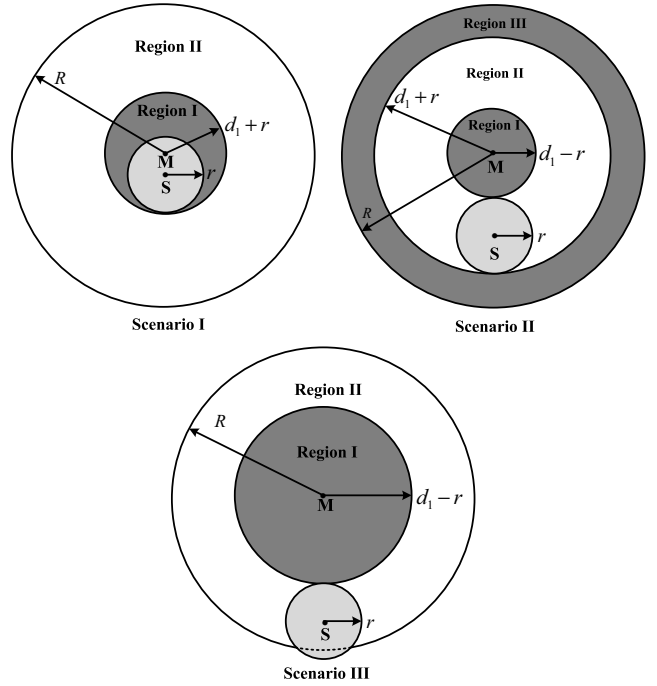 Region II
R
Region I
d₁ + r
M
r
S
Scenario I
Region III
Region II
d₁ + r
Region I
d₁ − r
M
R
r
S
Scenario II
Region II
R
Region I
M
d₁ − r
r
S
Scenario III